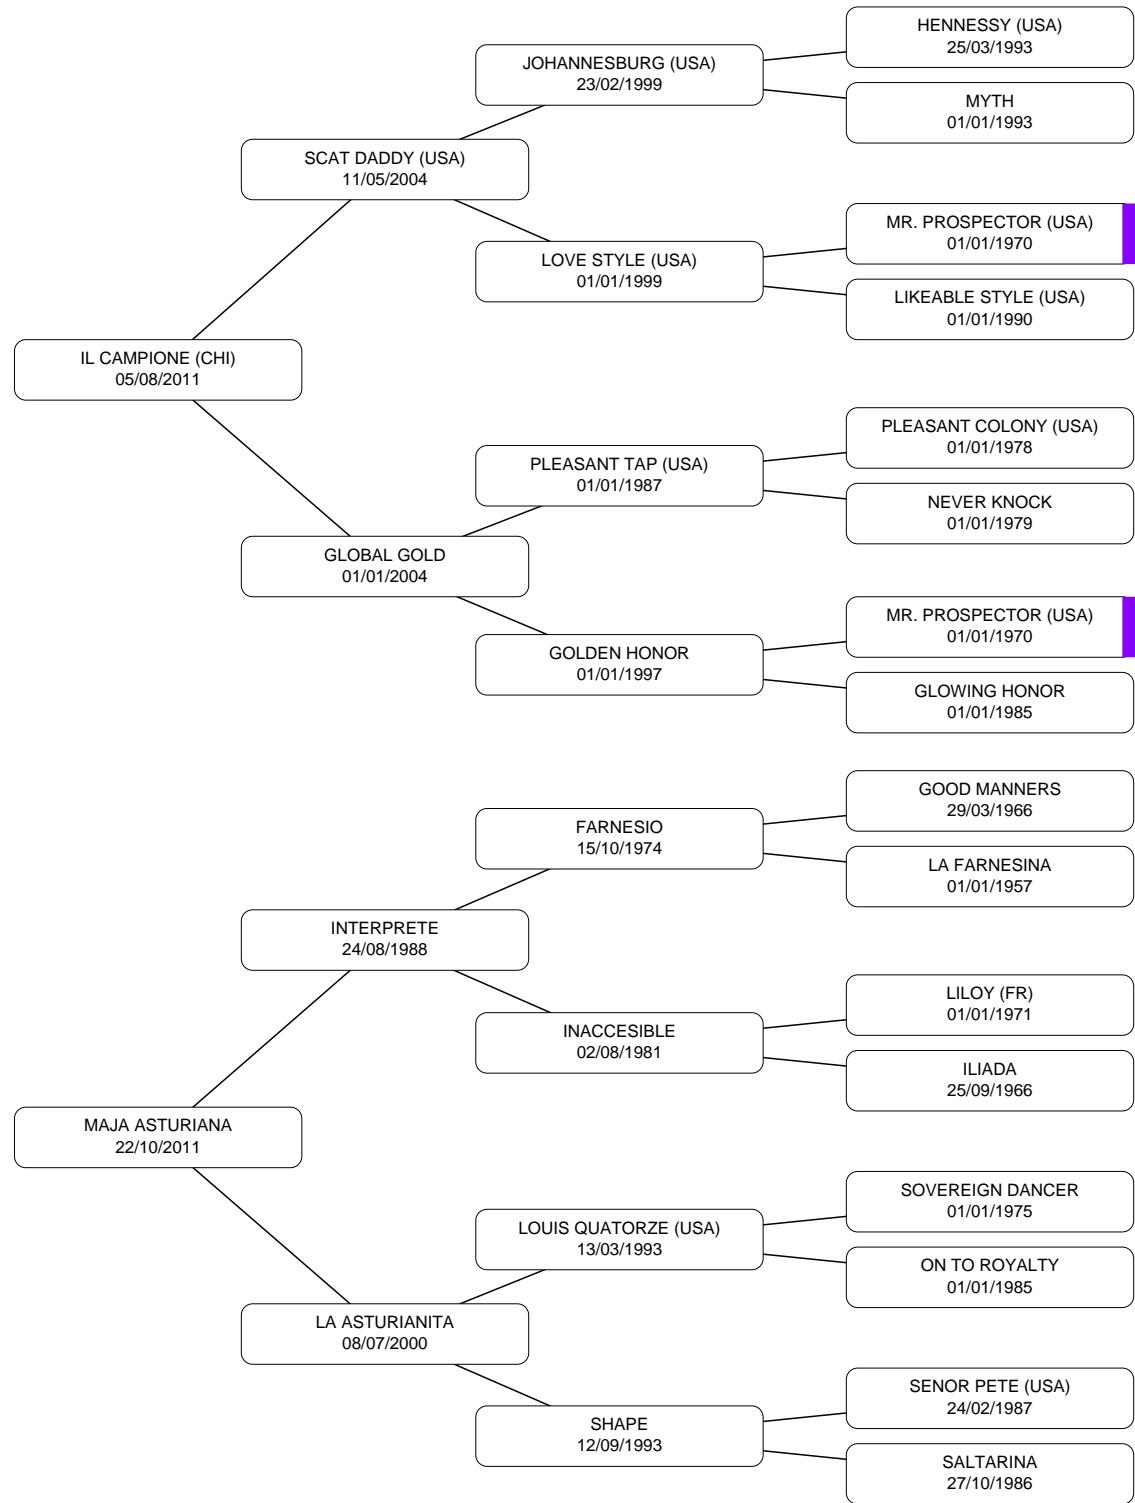 HENNESSY (USA)
25/03/1993
JOHANNESBURG (USA)
23/02/1999
MYTH
01/01/1993
SCAT DADDY (USA)
11/05/2004
MR. PROSPECTOR (USA)
01/01/1970
LOVE STYLE (USA)
01/01/1999
LIKEABLE STYLE (USA)
01/01/1990
IL CAMPIONE (CHI)
05/08/2011
PLEASANT COLONY (USA)
01/01/1978
PLEASANT TAP (USA)
01/01/1987
NEVER KNOCK
01/01/1979
GLOBAL GOLD
01/01/2004
MR. PROSPECTOR (USA)
01/01/1970
GOLDEN HONOR
01/01/1997
GLOWING HONOR
01/01/1985
GOOD MANNERS
29/03/1966
FARNESIO
15/10/1974
LA FARNESINA
01/01/1957
INTERPRETE
24/08/1988
LILOY (FR)
01/01/1971
INACCESIBLE
02/08/1981
ILIADA
25/09/1966
MAJA ASTURIANA
22/10/2011
SOVEREIGN DANCER
01/01/1975
LOUIS QUATORZE (USA)
13/03/1993
ON TO ROYALTY
01/01/1985
LA ASTURIANITA
08/07/2000
SENOR PETE (USA)
24/02/1987
SHAPE
12/09/1993
SALTARINA
27/10/1986